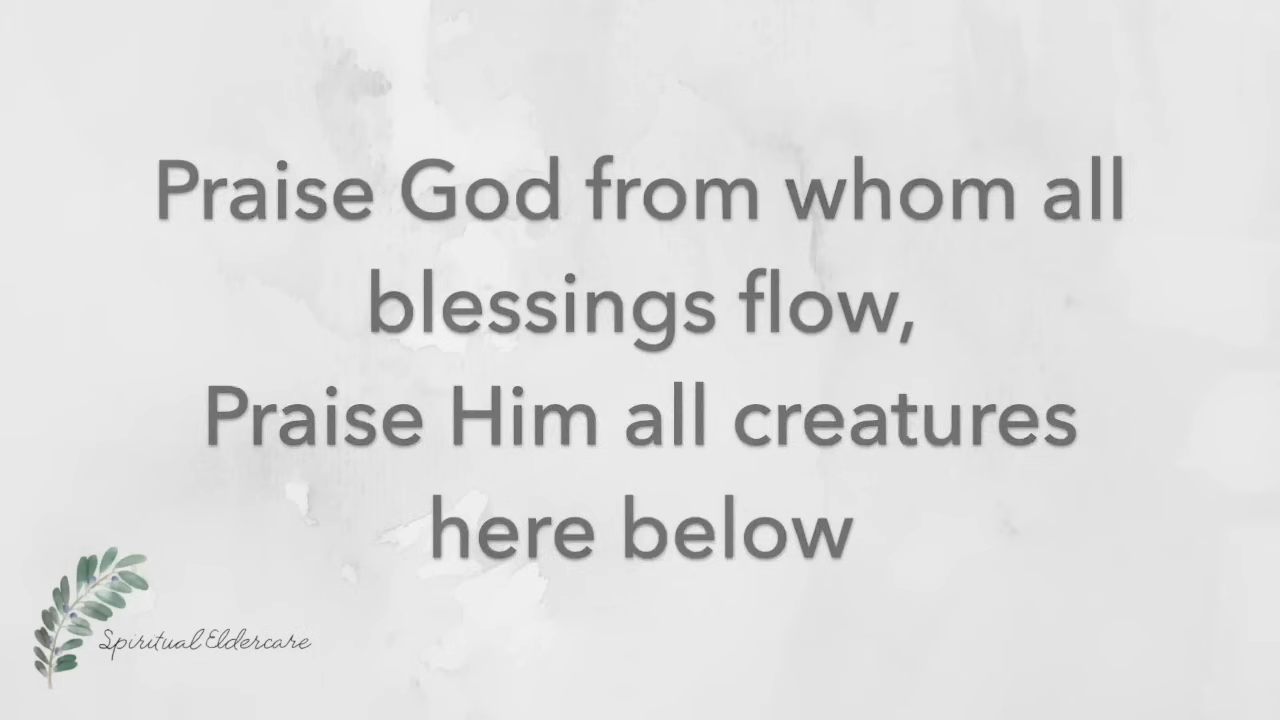 Praise God from whom all
blessings flow,
Praise Him all creatures
here below
Spiritual Eldercare